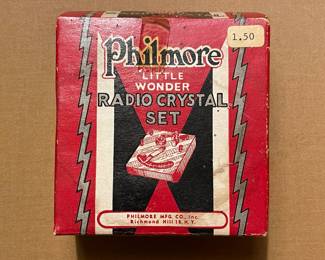 Philmore
1.50
LITTLE
WONDER
RADIO CRYSTAL
SET
PHILMORE MFG. CO., Inc.
Richmond Hill 18, N.Y.